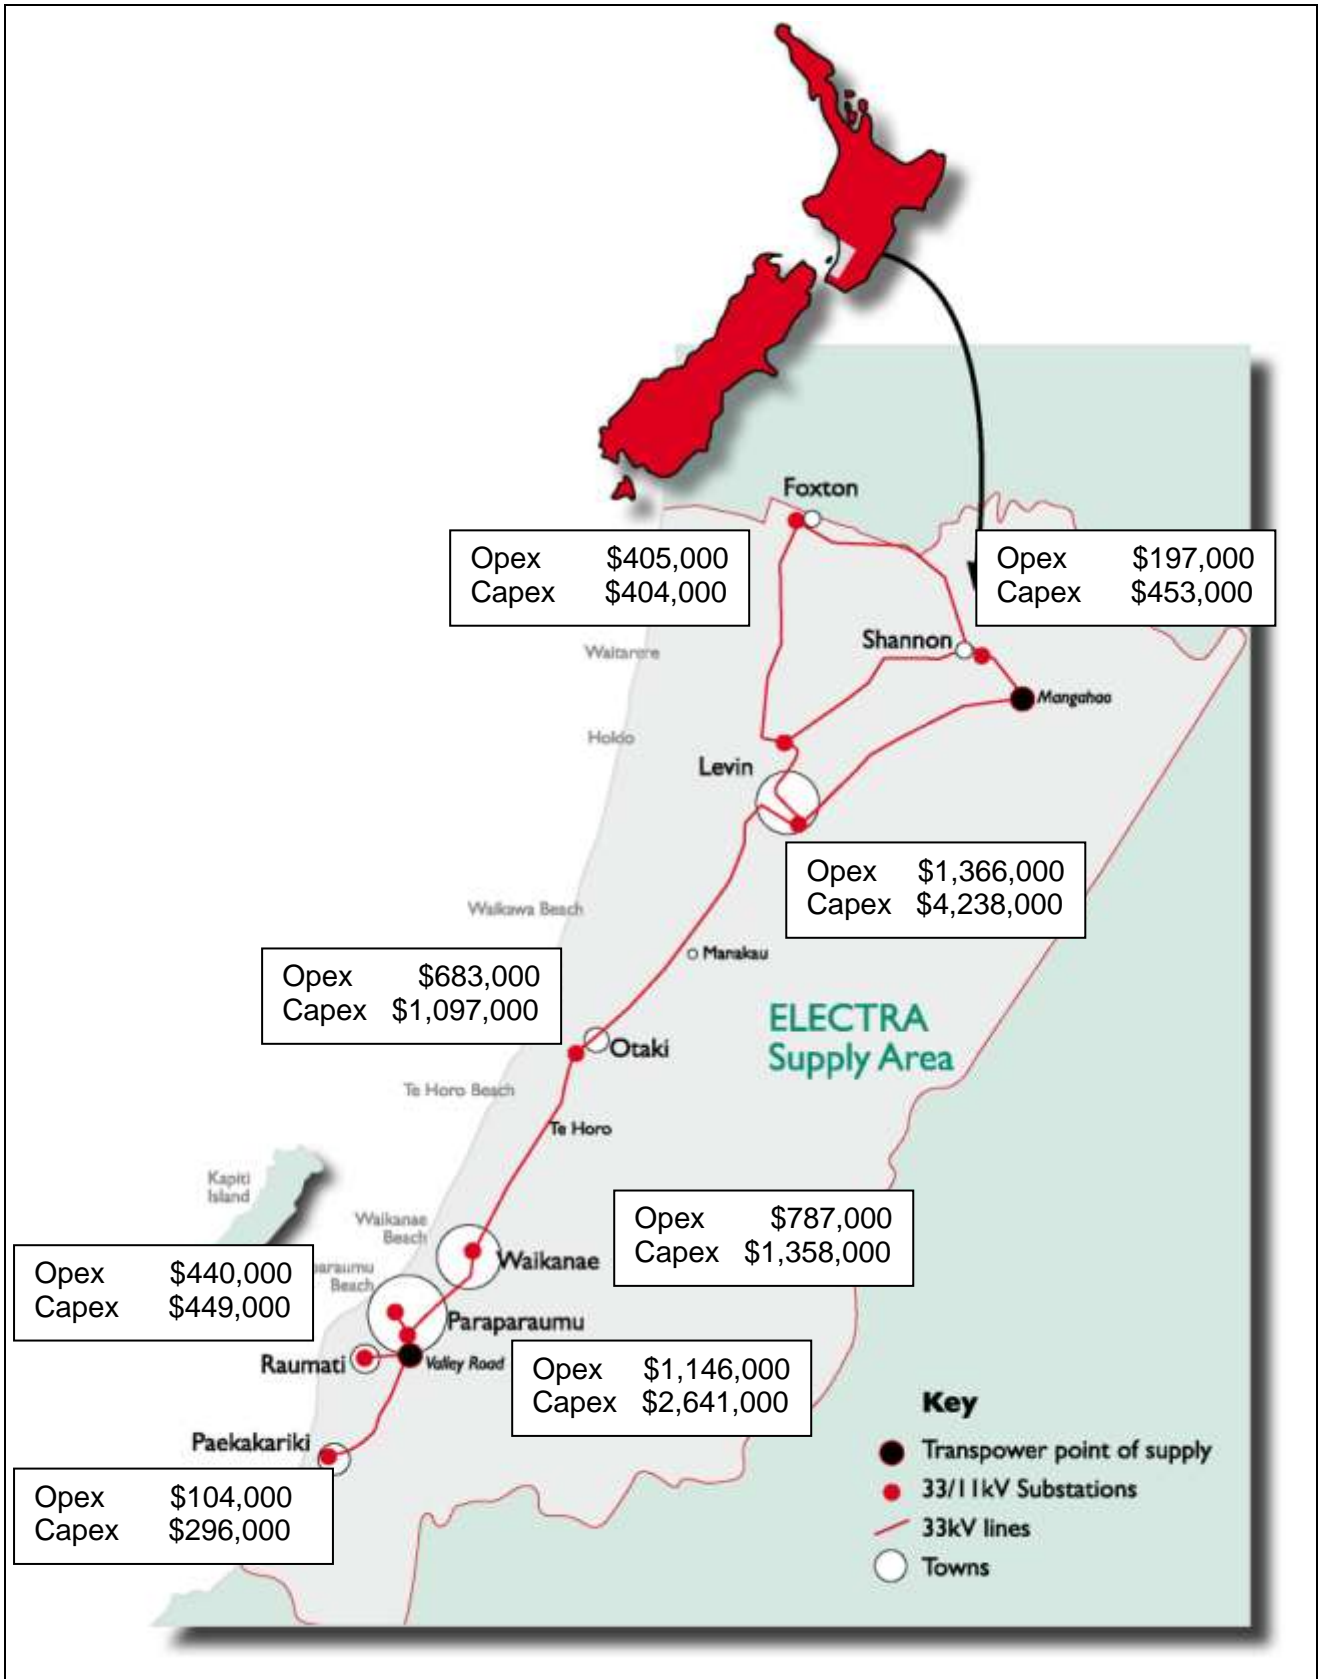 Foxton
Opex $405,000
Capex $404,000
Opex $197,000
Capex $453,000
Shannon
Waitarere
Mangahao
Hokio
Levin
Opex $1,366,000
Capex $4,238,000
Waikawa Beach
Manakau
Opex $683,000
Capex $1,097,000
ELECTRA
Supply Area
Otaki
Te Horo Beach
Te Horo
Kapiti
Island
Waikanae
Beach
Opex $787,000
Capex $1,358,000
Waikanae
Opex $440,000
Capex $449,000
Beach
Paraparaumu
Raumati
Valley Road
Opex $1,146,000
Capex $2,641,000
Key
Paekakariki
Transpower point of supply
Opex $104,000
Capex $296,000
33/11kV Substations
33kV lines
Towns